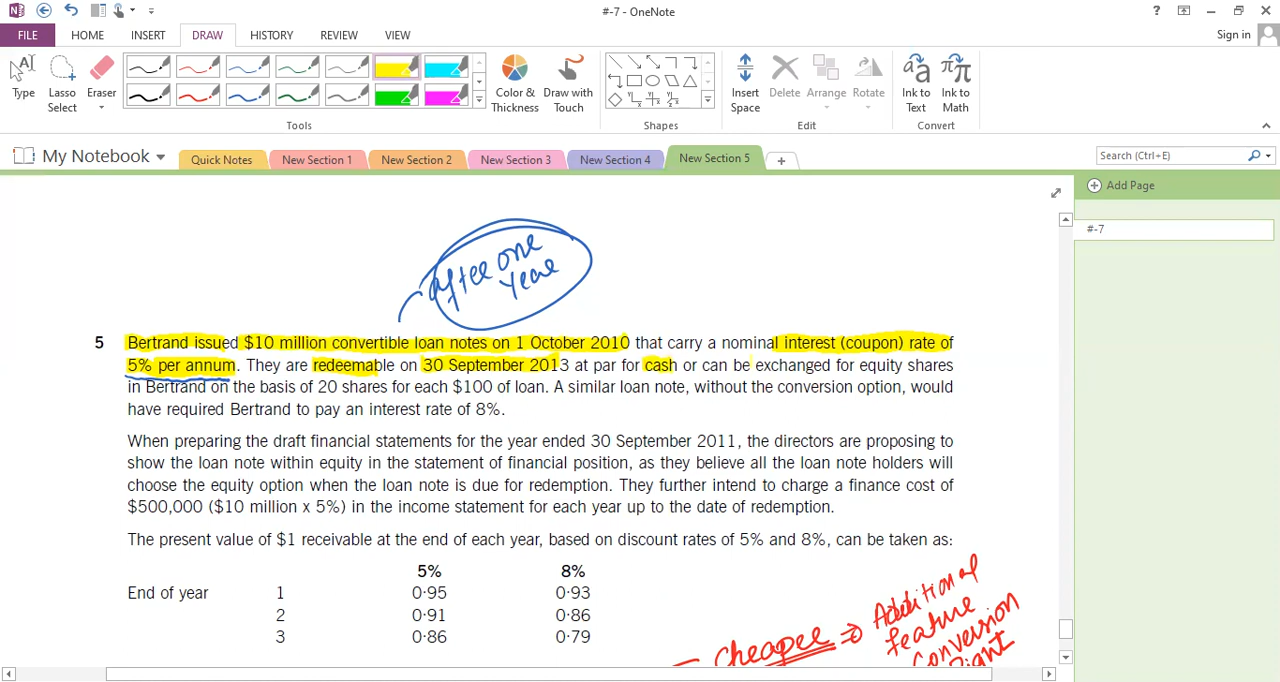 #-7 - OneNote
FILE HOME INSERT DRAW HISTORY REVIEW VIEW
Sign in
Type
Lasso Select
Eraser
Color & Thickness
Draw with Touch
Insert Space
Delete
Arrange
Rotate
Ink to Text
Ink to Math
Tools Shapes Edit Convert
My Notebook Quick Notes New Section 1 New Section 2 New Section 3 New Section 4 New Section 5
Search (Ctrl+E)
Add Page
#-7
after one
year
5 Bertrand issued $10 million convertible loan notes on 1 October 2010 that carry a nominal interest (coupon) rate of
5% per annum. They are redeemable on 30 September 2013 at par for cash or can be exchanged for equity shares
in Bertrand on the basis of 20 shares for each $100 of loan. A similar loan note, without the conversion option, would
have required Bertrand to pay an interest rate of 8%.
When preparing the draft financial statements for the year ended 30 September 2011, the directors are proposing to
show the loan note within equity in the statement of financial position, as they believe all the loan note holders will
choose the equity option when the loan note is due for redemption. They further intend to charge a finance cost of
$500,000 ($10 million x 5%) in the income statement for each year up to the date of redemption.
The present value of $1 receivable at the end of each year, based on discount rates of 5% and 8%, can be taken as:
5% 8%
End of year 1 0·95 0·93
2 0·91 0·86
3 0·86 0·79
– Cheaper ⇒ Additional
feature
Conversion
Right